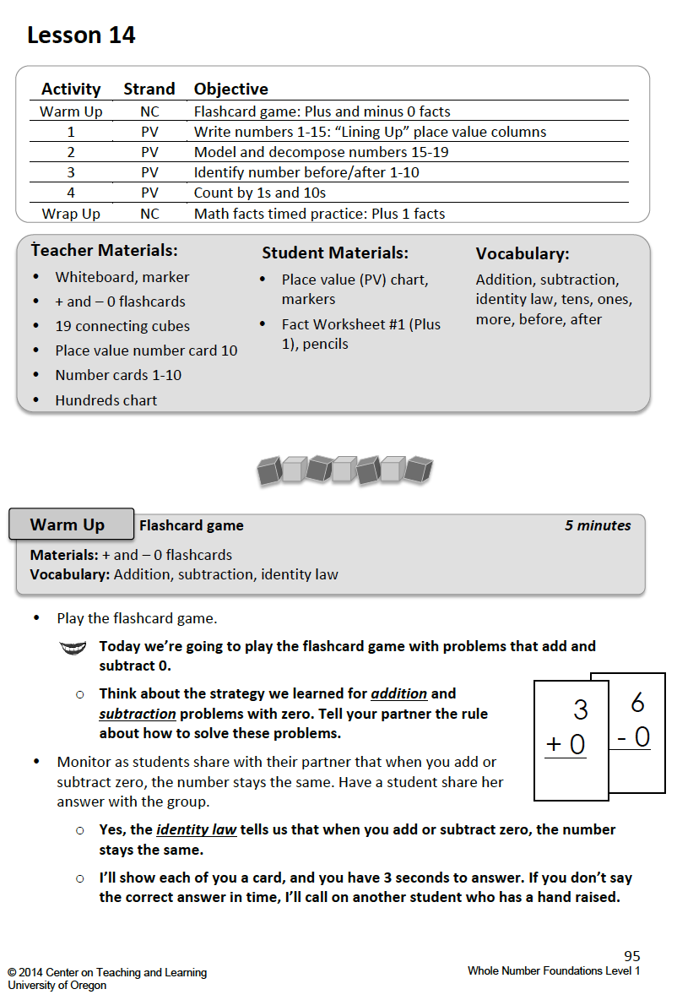 Lesson 14
Activity Strand Objective
Warm Up NC Flashcard game: Plus and minus 0 facts
1 PV Write numbers 1-15: “Lining Up” place value columns
2 PV Model and decompose numbers 15-19
3 PV Identify number before/after 1-10
4 PV Count by 1s and 10s
Wrap Up NC Math facts timed practice: Plus 1 facts
Teacher Materials:
• Whiteboard, marker
• + and – 0 flashcards
• 19 connecting cubes
• Place value number card 10
• Number cards 1-10
• Hundreds chart
Student Materials:
• Place value (PV) chart,
markers
• Fact Worksheet #1 (Plus
1), pencils
Vocabulary:
Addition, subtraction,
identity law, tens, ones,
more, before, after
Warm Up Flashcard game 5 minutes
Materials: + and – 0 flashcards
Vocabulary: Addition, subtraction, identity law
• Play the flashcard game.
Today we’re going to play the flashcard game with problems that add and
subtract 0.
o Think about the strategy we learned for addition and
subtraction problems with zero. Tell your partner the rule
about how to solve these problems.
3
+ 0
6
- 0
• Monitor as students share with their partner that when you add or
subtract zero, the number stays the same. Have a student share her
answer with the group.
o Yes, the identity law tells us that when you add or subtract zero, the number
stays the same.
o I’ll show each of you a card, and you have 3 seconds to answer. If you don’t say
the correct answer in time, I’ll call on another student who has a hand raised.
95
© 2014 Center on Teaching and Learning
University of Oregon
Whole Number Foundations Level 1